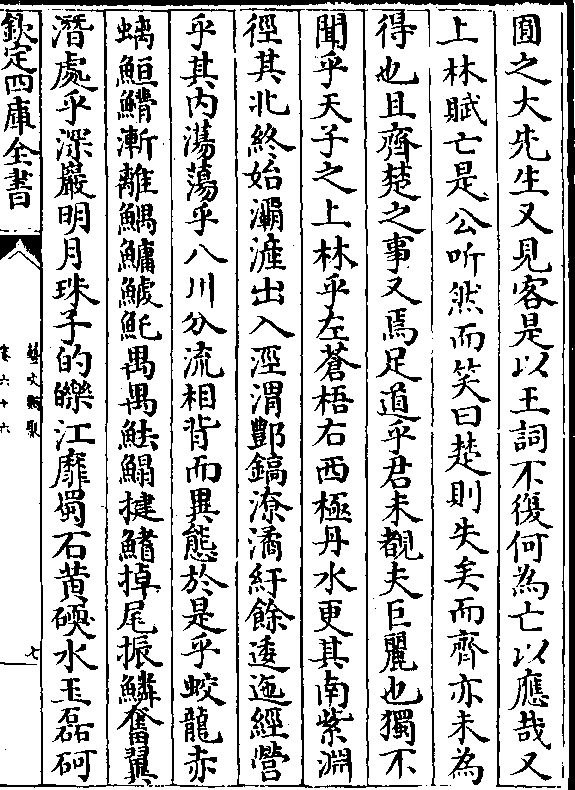 囿之大先生又見客是以王詞不復何為亡以應哉又
上林賦亡是公听然而笑曰楚則失矣而齊亦未為
得也且齊楚之事又焉足道乎君未覩夫巨麗也獨不
聞乎天子之上林乎左蒼梧右西極丹水更其南紫淵
徑其北終始灞滻出入涇渭酆鎬潦潏紆餘逶迤經營
乎其內蕩蕩乎八川分流相背而異態於是乎蛟龍赤
螭䱭䲛漸離鰅鱅鰬魠禺禺魼鰨揵鰭掉尾振鱗奮翼
潛處乎深巖明月珠子的皪江靡蜀石黃碝水玉磊砢
欽定四庫全書
藝文類聚
卷六十六
七